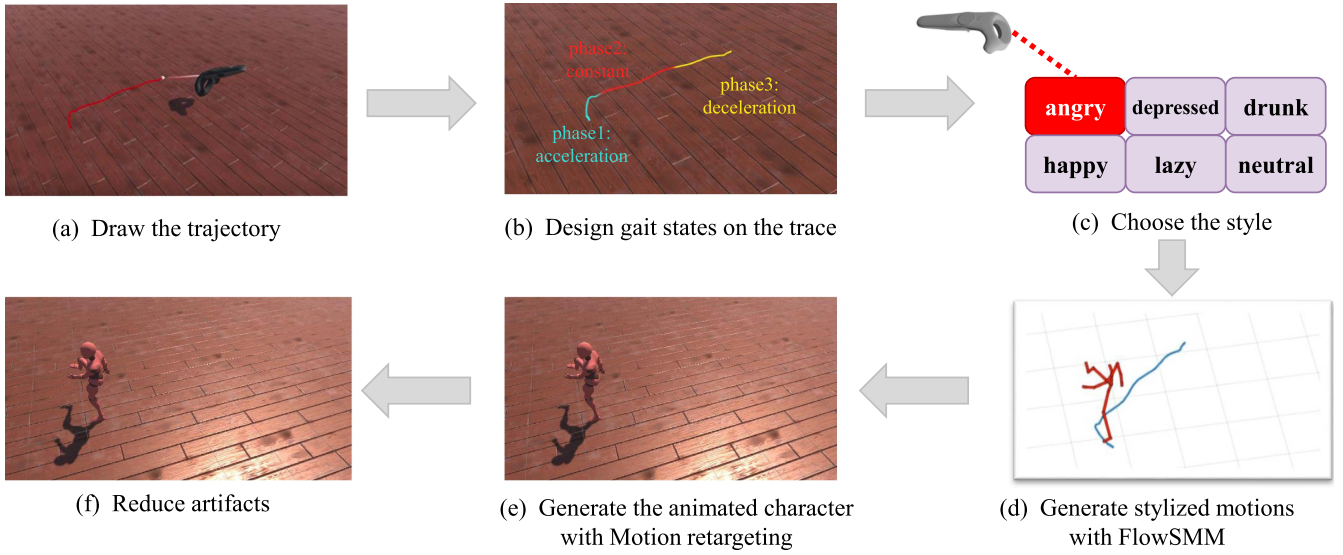 phase2:
constant
phase3:
deceleration
phase1:
acceleration
angry depressed drunk
happy lazy neutral
(a) Draw the trajectory
(b) Design gait states on the trace
(c) Choose the style
(f) Reduce artifacts
(e) Generate the animated character
with Motion retargeting
(d) Generate stylized motions
with FlowSMM